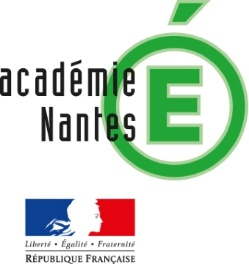 académie
Nantes
É
Liberté • Égalité • Fraternité
RÉPUBLIQUE FRANÇAISE